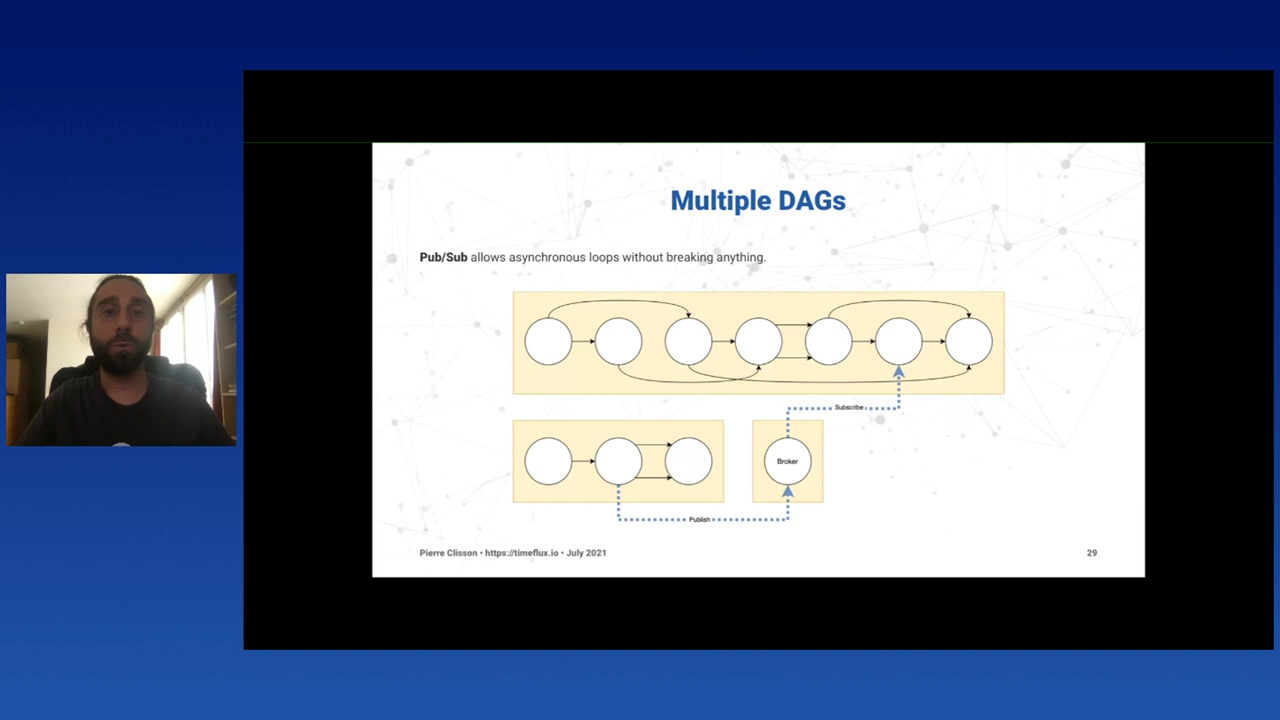 Multiple DAGs
Pub/Sub allows asynchronous loops without breaking anything.
Subscribe
Broker
Publish
Pierre Clisson • https://timeflux.io • July 2021
29